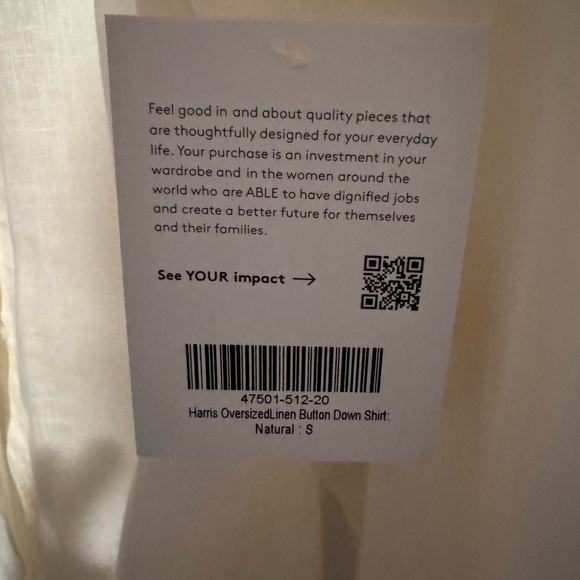 Feel good in and about quality pieces that
are thoughtfully designed for your everyday
life. Your purchase is an investment in your
wardrobe and in the women around the
world who are ABLE to have dignified jobs
and create a better future for themselves
and their families.
See YOUR impact →
47501-512-20
Harris OversizedLinen Button Down Shirt:
Natural : S